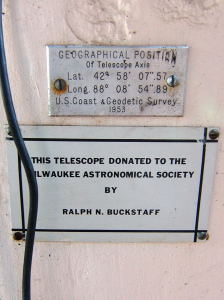 GEOGRAPHICAL POSITION
Of Telescope Axis
Lat. 42° 58' 07".57
Long. 88° 08' 54".89
U.S. Coast & Geodetic Survey
1953
THIS TELESCOPE DONATED TO THE
MILWAUKEE ASTRONOMICAL SOCIETY
BY
RALPH N. BUCKSTAFF